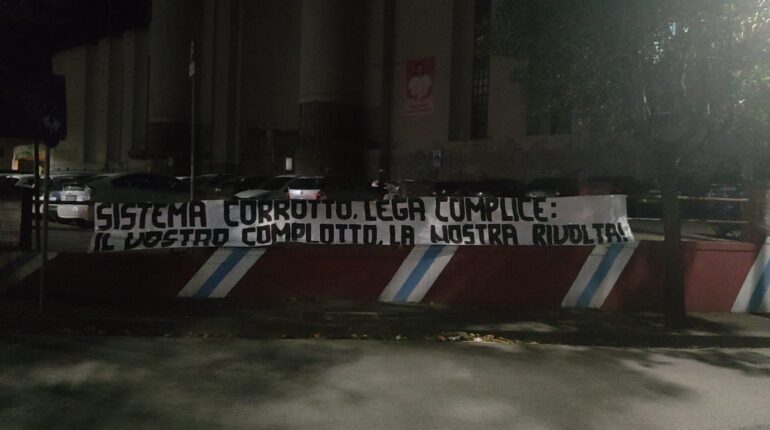 SISTEMA CORROTTO, LEGA COMPLICE:
IL VOSTRO COMPLOTTO, LA NOSTRA RIVOLTA!